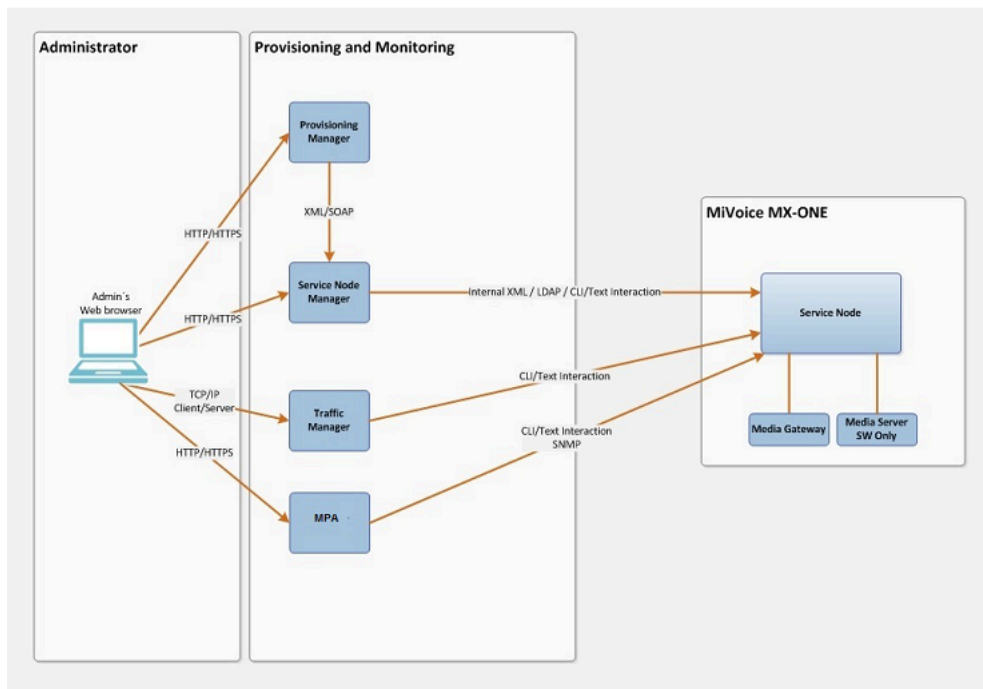 Administrator
Provisioning and Monitoring
Provisioning
Manager
XML/SOAP
MiVoice MX-ONE
HTTP/HTTPS
Service Node
Manager
Internal XML / LDAP / CLI/Text Interaction
Admin´s
Web browser
HTTP/HTTPS
Service Node
CLI/Text Interaction
TCP/IP
Client/Server
Traffic
Manager
Media Gateway
Media Server
SW Only
CLI/Text Interaction
SNMP
HTTP/HTTPS
MPA